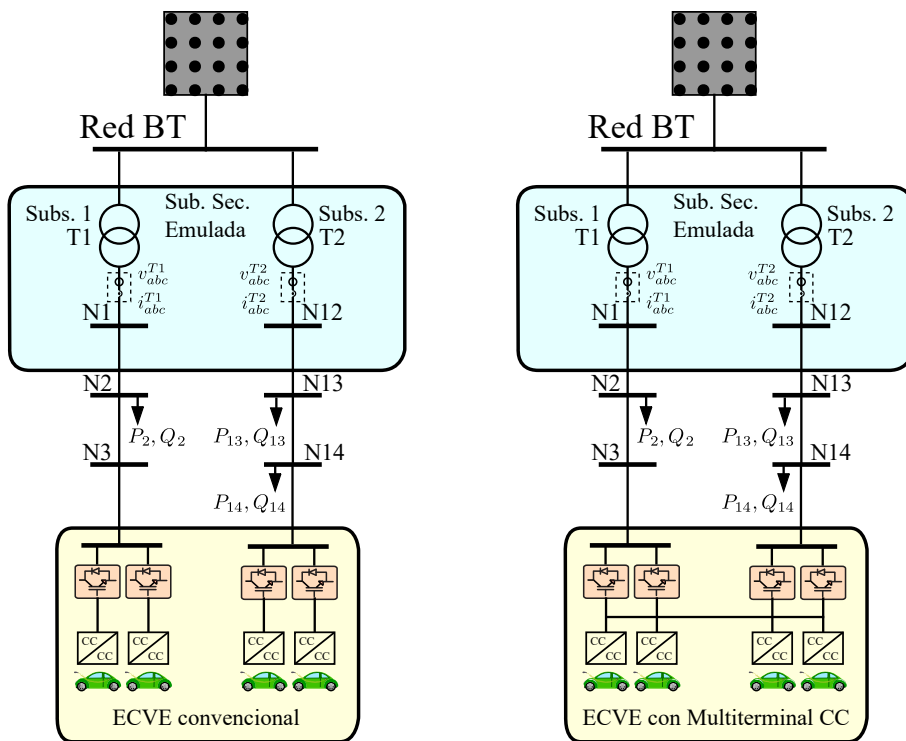 Red BT
Subs. 1
T1
Sub. Sec.
Emulada
Subs. 2
T2
v_{abc}^{T1}
i_{abc}^{T1}
v_{abc}^{T2}
i_{abc}^{T2}
N1
N12
N2
N13
P_2, Q_2
P_{13}, Q_{13}
N3
N14
P_{14}, Q_{14}
CC
CC
CC
CC
CC
CC
CC
CC
ECVE convencional
Red BT
Subs. 1
T1
Sub. Sec.
Emulada
Subs. 2
T2
v_{abc}^{T1}
i_{abc}^{T1}
v_{abc}^{T2}
i_{abc}^{T2}
N1
N12
N2
N13
P_2, Q_2
P_{13}, Q_{13}
N3
N14
P_{14}, Q_{14}
CC
CC
CC
CC
CC
CC
CC
CC
ECVE con Multiterminal CC